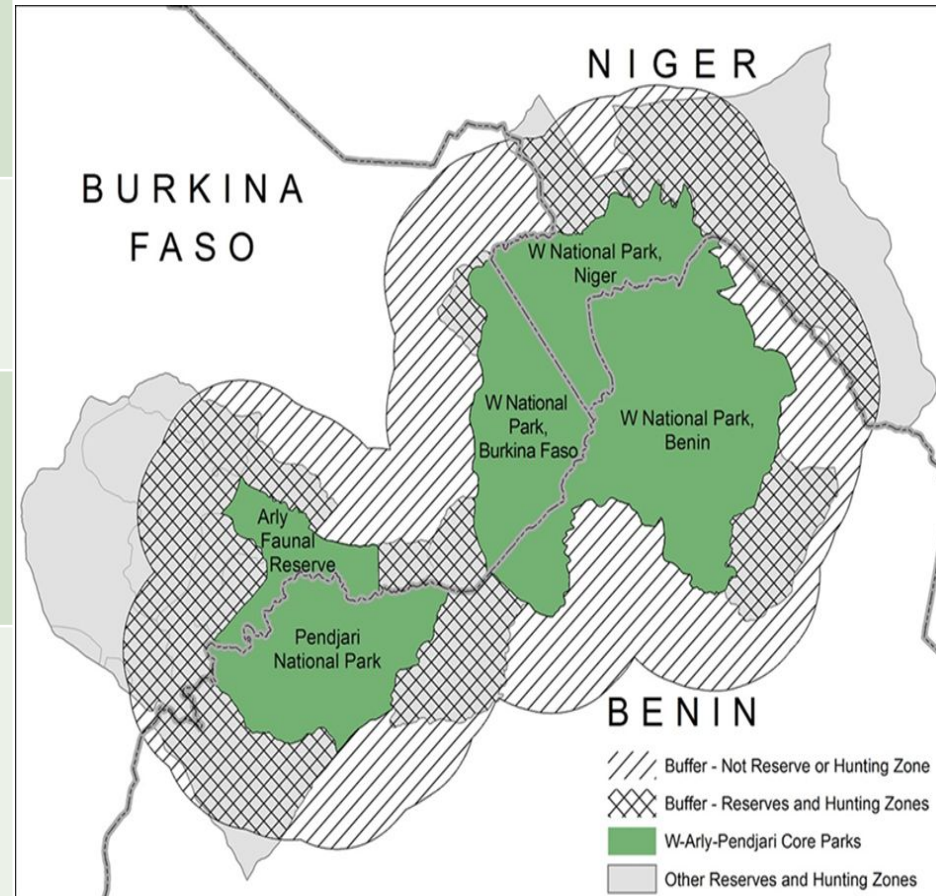 NIGER
BURKINA
FASO
W National Park,
Niger
W National
Park,
Burkina Faso
W National Park,
Benin
Arly
Faunal
Reserve
Pendjari
National Park
BENIN
Buffer - Not Reserve or Hunting Zone
Buffer - Reserves and Hunting Zones
W-Arly-Pendjari Core Parks
Other Reserves and Hunting Zones